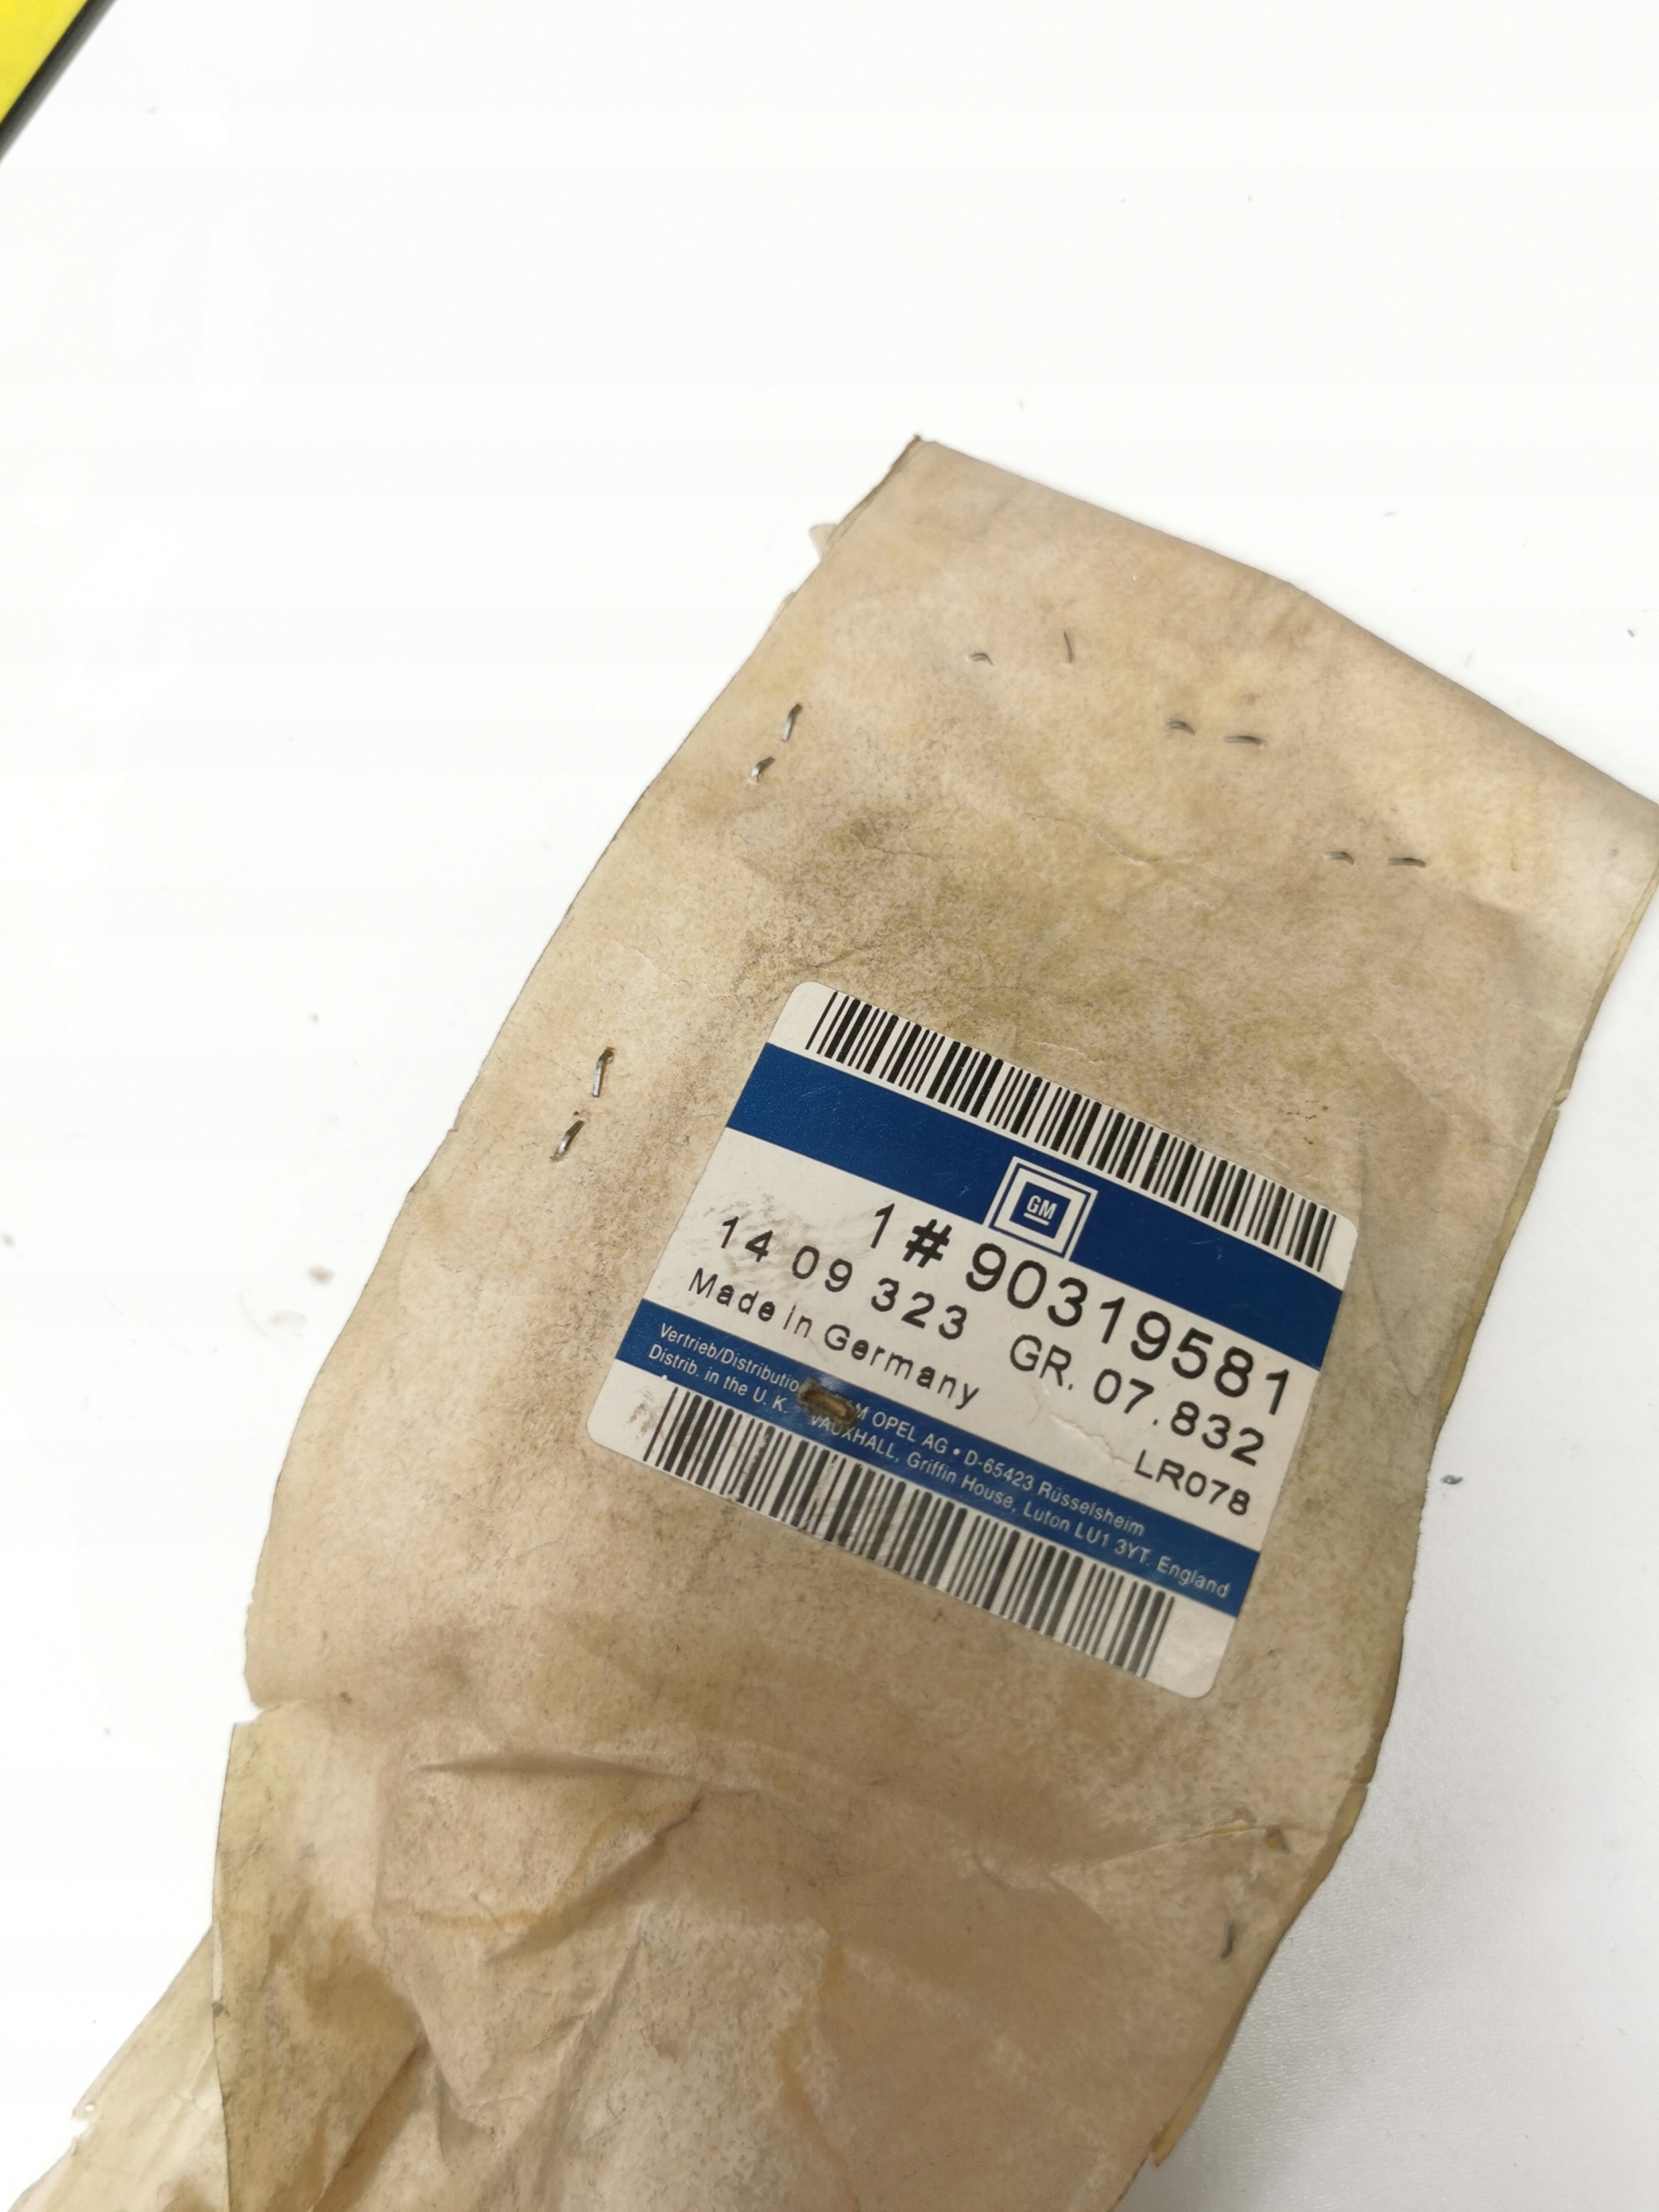 GM
1 # 90319581
14 09 323 GR. 07.832
Made in Germany LR078
Vertrieb/Distributio M OPEL AG • D-65423 Rüsselsheim
Distrib. in the U. K. VAUXHALL, Griffin House, Luton LU1 3YT, England